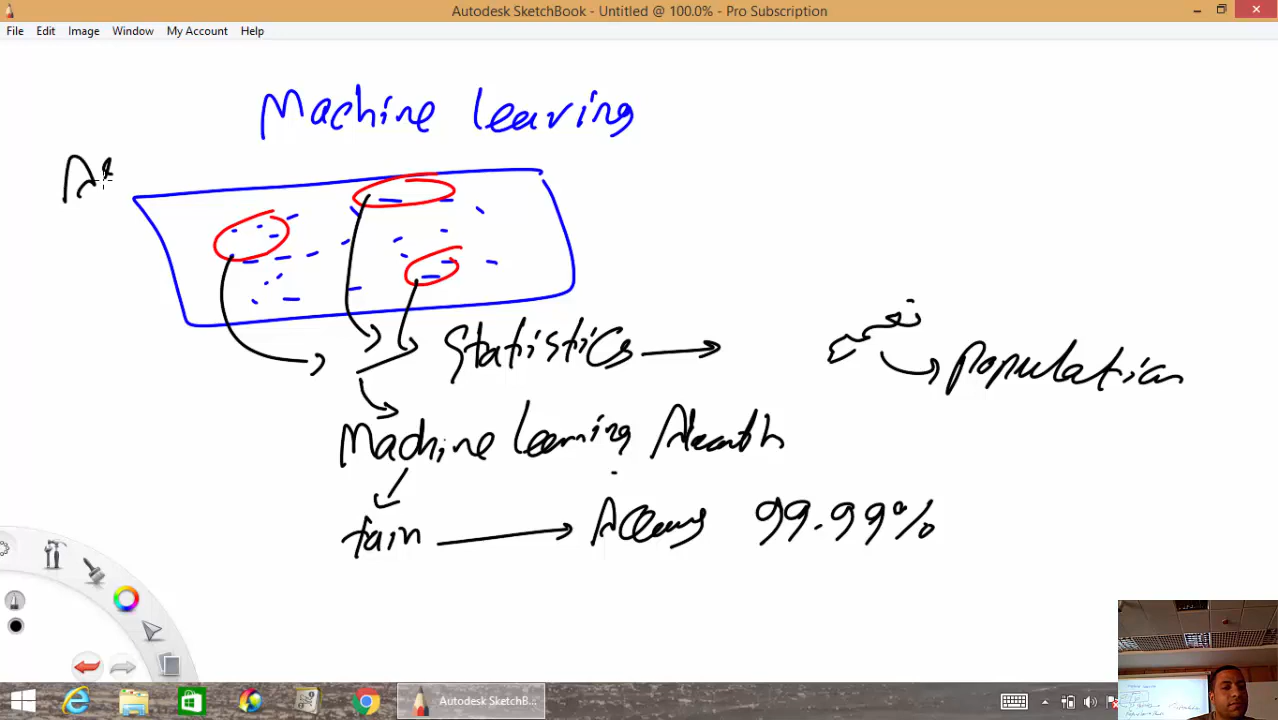 Autodesk SketchBook - Untitled @ 100.0% - Pro Subscription
File Edit Image Window My Account Help
Machine learning
Statistics
تعميم
population
Machine learning
train
99.99%
Autodesk SketchB...